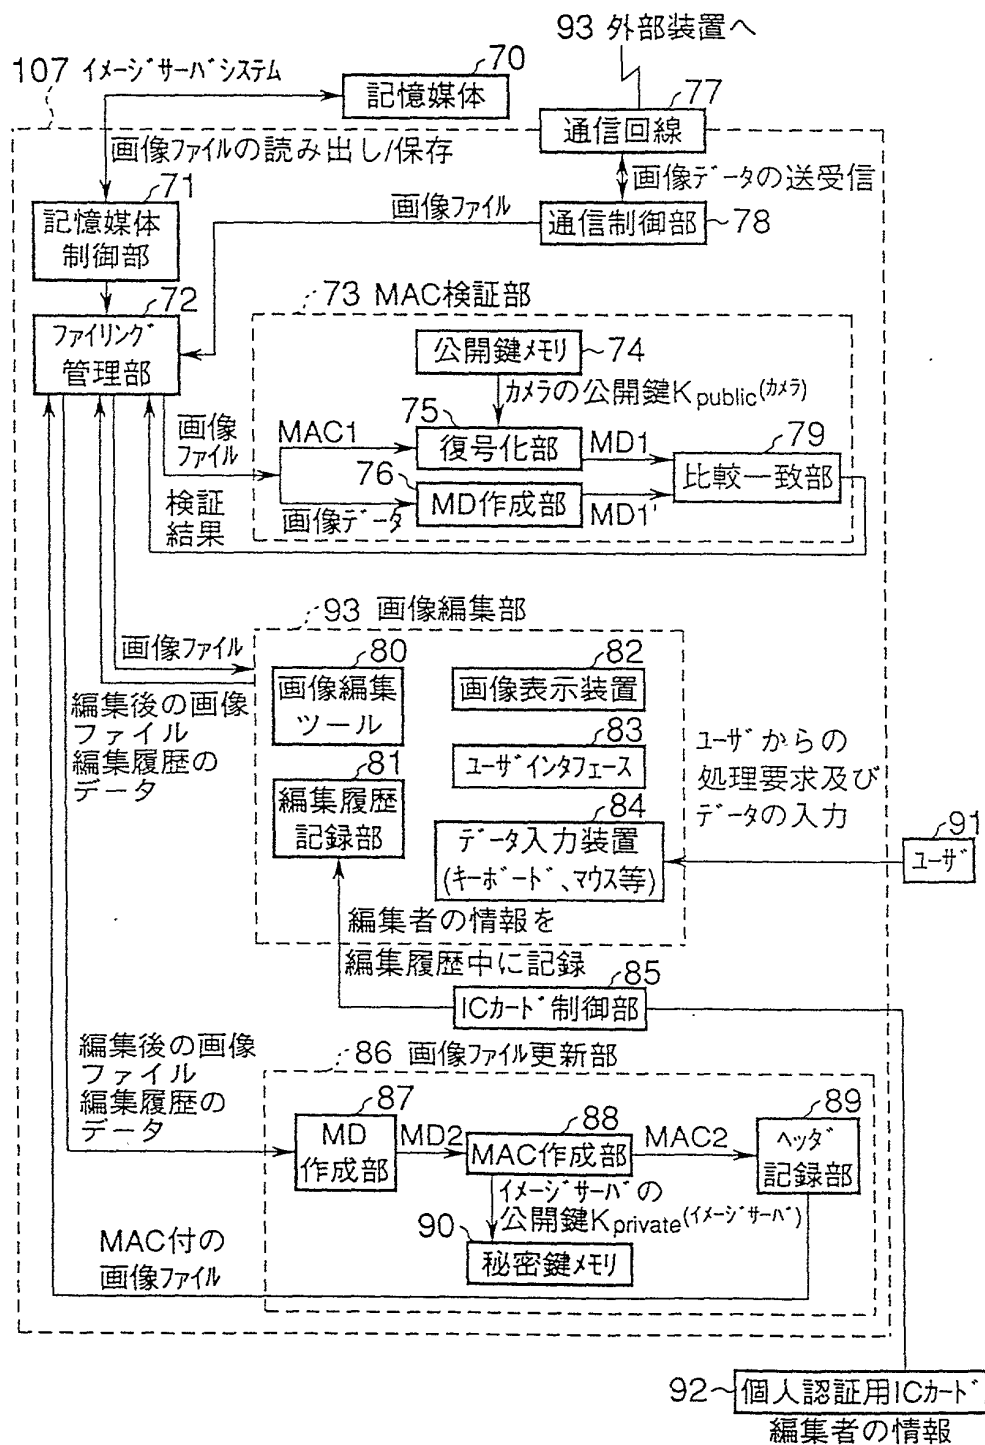 93 外部装置へ
107 イメージサーバシステム
70
記憶媒体
77
通信回線
画像ファイルの読み出し/保存
画像データの送受信
71
記憶媒体
制御部
画像ファイル
通信制御部
78
72
ファイリング
管理部
73 MAC検証部
公開鍵メモリ
74
カメラの公開鍵Kpublic(カメラ)
画像
ファイル
MAC1
75
復号化部
MD1
79
比較一致部
76
MD作成部
画像データ
MD1'
検証
結果
93 画像編集部
画像ファイル
80
画像編集
ツール
82
画像表示装置
編集後の画像
ファイル
編集履歴の
データ
83
ユーザインタフェース
81
編集履歴
記録部
ユーザからの
処理要求及び
データの入力
84
データ入力装置
(キーボード、マウス等)
91
ユーザ
編集者の情報を
編集履歴中に記録
85
ICカード制御部
編集後の画像
ファイル
編集履歴の
データ
86 画像ファイル更新部
87
MD
作成部
MD2
88
MAC作成部
MAC2
89
ヘッダ
記録部
イメージサーバの
公開鍵Kprivate(イメージサーバ)
90
秘密鍵メモリ
MAC付の
画像ファイル
92
個人認証用ICカード
編集者の情報